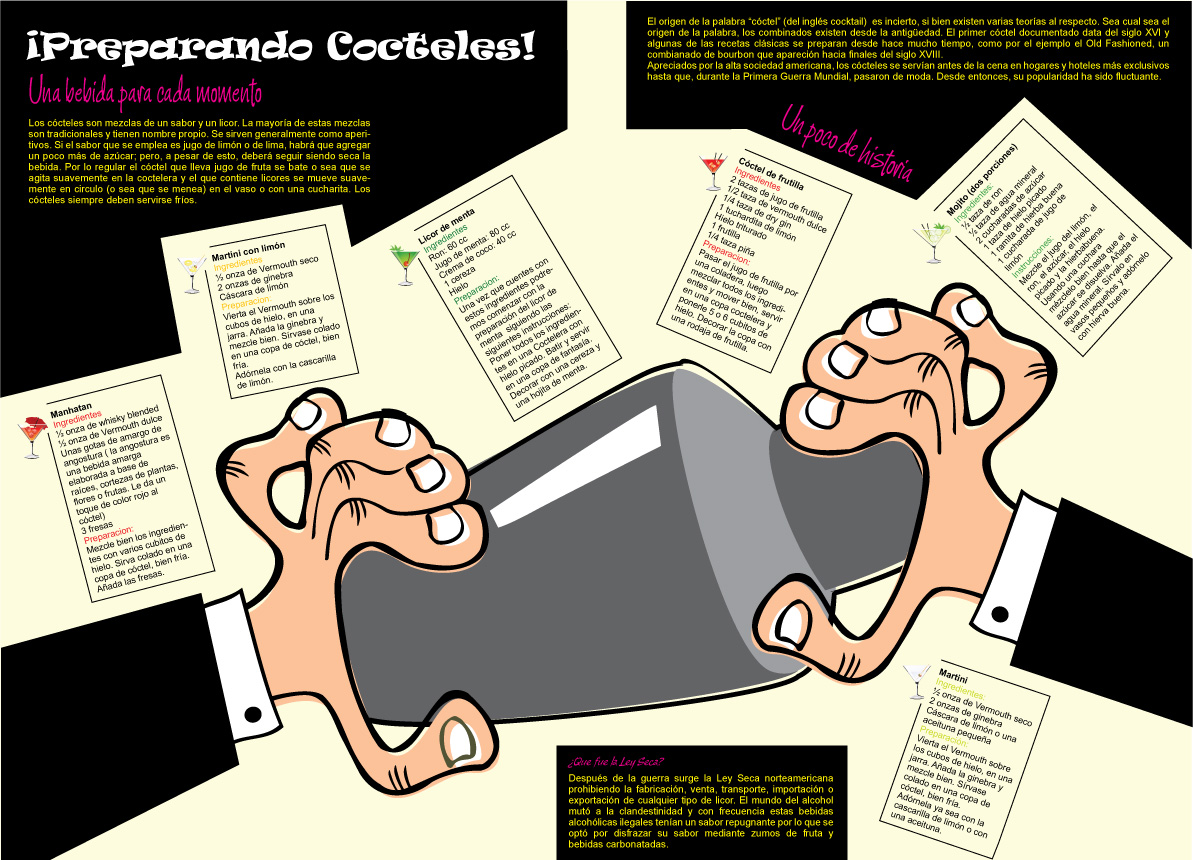 ¡Preparando Cocteles!
Una bebida para cada momento
Los cócteles son mezclas de un sabor y un licor. La mayoría de estas mezclas
son tradicionales y tienen nombre propio. Se sirven generalmente como aperi-
tivos. Si el sabor que se emplea es jugo de limón o de lima, habrá que agregar
un poco más de azúcar; pero, a pesar de esto, deberá seguir siendo seca la
bebida. Por lo regular el cóctel que lleva jugo de fruta se bate o sea que se
agita suavemente en la coctelera y el que contiene licores se mueve suave-
mente en circulo (o sea que se menea) en el vaso o con una cucharita. Los
cócteles siempre deben servirse fríos.
El origen de la palabra “cóctel” (del inglés cocktail) es incierto, si bien existen varias teorías al respecto. Sea cual sea el
origen de la palabra, los combinados existen desde la antigüedad. El primer cóctel documentado data del siglo XVI y
algunas de las recetas clásicas se preparan desde hace mucho tiempo, como por ejemplo el Old Fashioned, un
combianado de bourbon que apareción hacia finales del siglo XVIII.
Apreciados por la alta sociedad americana, los cócteles se servían antes de la cena en hogares y hoteles más exclusivos
hasta que, durante la Primera Guerra Mundial, pasaron de moda. Desde entonces, su popularidad ha sido fluctuante.
Un poco de historia
Manhatan
Ingredientes
½ onza de whisky blended
½ onza de Vermouth dulce
Unas gotas de amargo de
angostura ( la angostura es
una bebida amarga
elaborada a base de
raíces, cortezas de plantas,
flores o frutas. Le da un
toque de color rojo al
cóctel)
3 fresas
Preparacion:
Mezcle bien los ingredien-
tes con varios cubitos de
hielo. Sirva colado en una
copa de cóctel, bien fría.
Añada las fresas.
Martini con limón
Ingredientes
½ onza de Vermouth seco
2 onzas de ginebra
Cáscara de limón
Preparacion:
Vierta el Vermouth sobre los
cubos de hielo, en una
jarra. Añada la ginebra y
mezcle bien. Sírvase colado
en una copa de cóctel, bien
fría.
Adórnela con la cascarilla
de limón.
Licor de menta
Ingredientes
Ron: 60 cc
Jugo de menta: 80 cc
Crema de coco: 40 cc
1 cereza
Hielo
Preparacion:
Una vez que cuentes con
estos ingredientes podre-
mos comenzar con la
preparación del licor de
menta siguiendo las
siguientes instrucciones:
Poner todos los ingredien-
tes en una Coctelera con
hielo picado. Batir y servir
en una copa de fantasía.
Decorar con una cereza y
una hojita de menta.
Cóctel de frutilla
Ingredientes
2 tazas de jugo de frutilla
1/2 taza de vermouth dulce
1/4 taza de dry gin
1 tuchardita de limón
Hielo triturado
1 frutilla
1/4 taza piña
Preparacion:
Pasar el jugo de frutilla por
una coladera, luego
mezclar todos los ingredi-
entes y mover bien, servir
en una copa coctelera y
ponerle 5 o 6 cubitos de
hielo. Decorar la copa con
una rodaja de frutilla.
Mojito (dos porciones)
Ingredientes:
½ taza de ron
½ taza de agua mineral
2 cucharadas de azúcar
1 taza de hielo picado
1 ramita de hierba buena
1 cucharada de jugo de
limón
Instrucciones:
Mezcle el jugo del limón, el
ron, el azúcar, el hielo
picado y la hierbabuena.
Usando una cuchara
mézclelo bien hasta que el
azúcar se disuelva. Añada el
agua mineral. Sírvalo en
vasos pequeños y adórnelo
con hierva buena.
Martini
Ingredientes:
½ onza de Vermouth seco
2 onzas de ginebra
Cáscara de limón o una
aceituna pequeña
Preparación:
Vierta el Vermouth sobre
los cubos de hielo, en una
jarra. Añada la ginebra y
mezcle bien. Sírvase
colado en una copa de
cóctel, bien fría.
Adórnela ya sea con la
cascarilla de limón o con
una aceituna.
¿Que fue la Ley Seca?
Después de la guerra surge la Ley Seca norteamericana
prohibiendo la fabricación, venta, transporte, importación o
exportación de cualquier tipo de licor. El mundo del alcohol
mutó a la clandestinidad y con frecuencia estas bebidas
alcohólicas ilegales tenían un sabor repugnante por lo que se
optó por disfrazar su sabor mediante zumos de fruta y
bebidas carbonatadas.